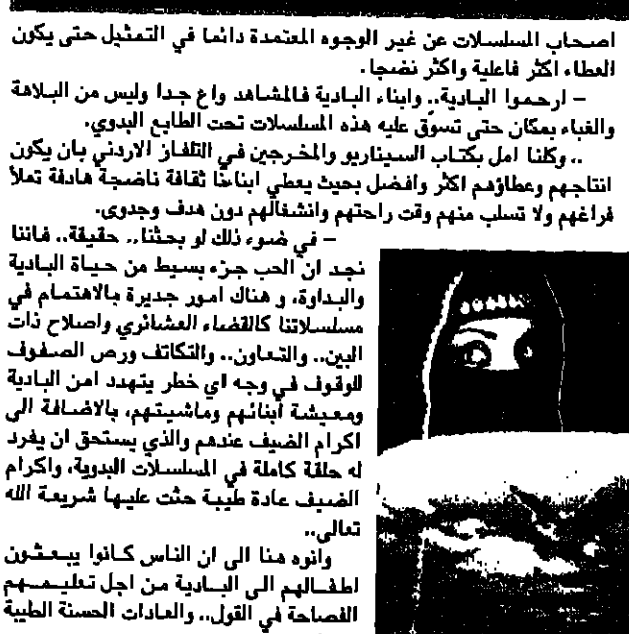 اصحاب المسلسلات عن غير الوجوه المعتمدة دائما في التمثيل حتى يكون
العطاء اكثر فاعلية واكثر نضجا.
– ارحموا البادية.. وابناء البادية فالمشاهد واع جدا وليس من البلاهة
والغباء بمكان حتى تسوّق عليه هذه المسلسلات تحت الطابع البدوي.
.. وكلنا امل بكتاب السيناريو والمخرجين في التلفاز الاردني بان يكون
انتاجهم وعطاؤهم اكثر وافضل بحيث يعطي ابناءنا ثقافة ناضجة هادفة تملأ
فراغهم ولا تسلب منهم وقت راحتهم وانشغالهم دون هدف وجدوى.
– في ضوء ذلك لو بحثنا.. حقيقة.. فاننا
نجد ان الحب جزء بسيط من حياة البادية
والبداوة، و هناك امور جديرة بالاهتمام في
مسلسلاتنا كالقضاء العشائري واصلاح ذات
البين.. والتعاون.. والتكاتف ورص الصفوف
للوقوف في وجه اي خطر يتهدد امن البادية
ومعيشة أبنائهم وماشيتهم، بالاضافة الى
اكرام الضيف عندهم والذي يستحق ان يفرد
له حلقة كاملة في المسلسلات البدوية، واكرام
الضيف عادة طيبة حثت عليها شريعة الله
تعالى..
وانوه هنا الى ان الناس كانوا يبعثون
اطفالهم الى البادية من اجل تعليمهم
الفصاحة في القول.. والعادات الحسنة الطيبة